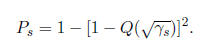 $P_s = 1 - [1 - Q(\sqrt{\gamma_s})]^2.$